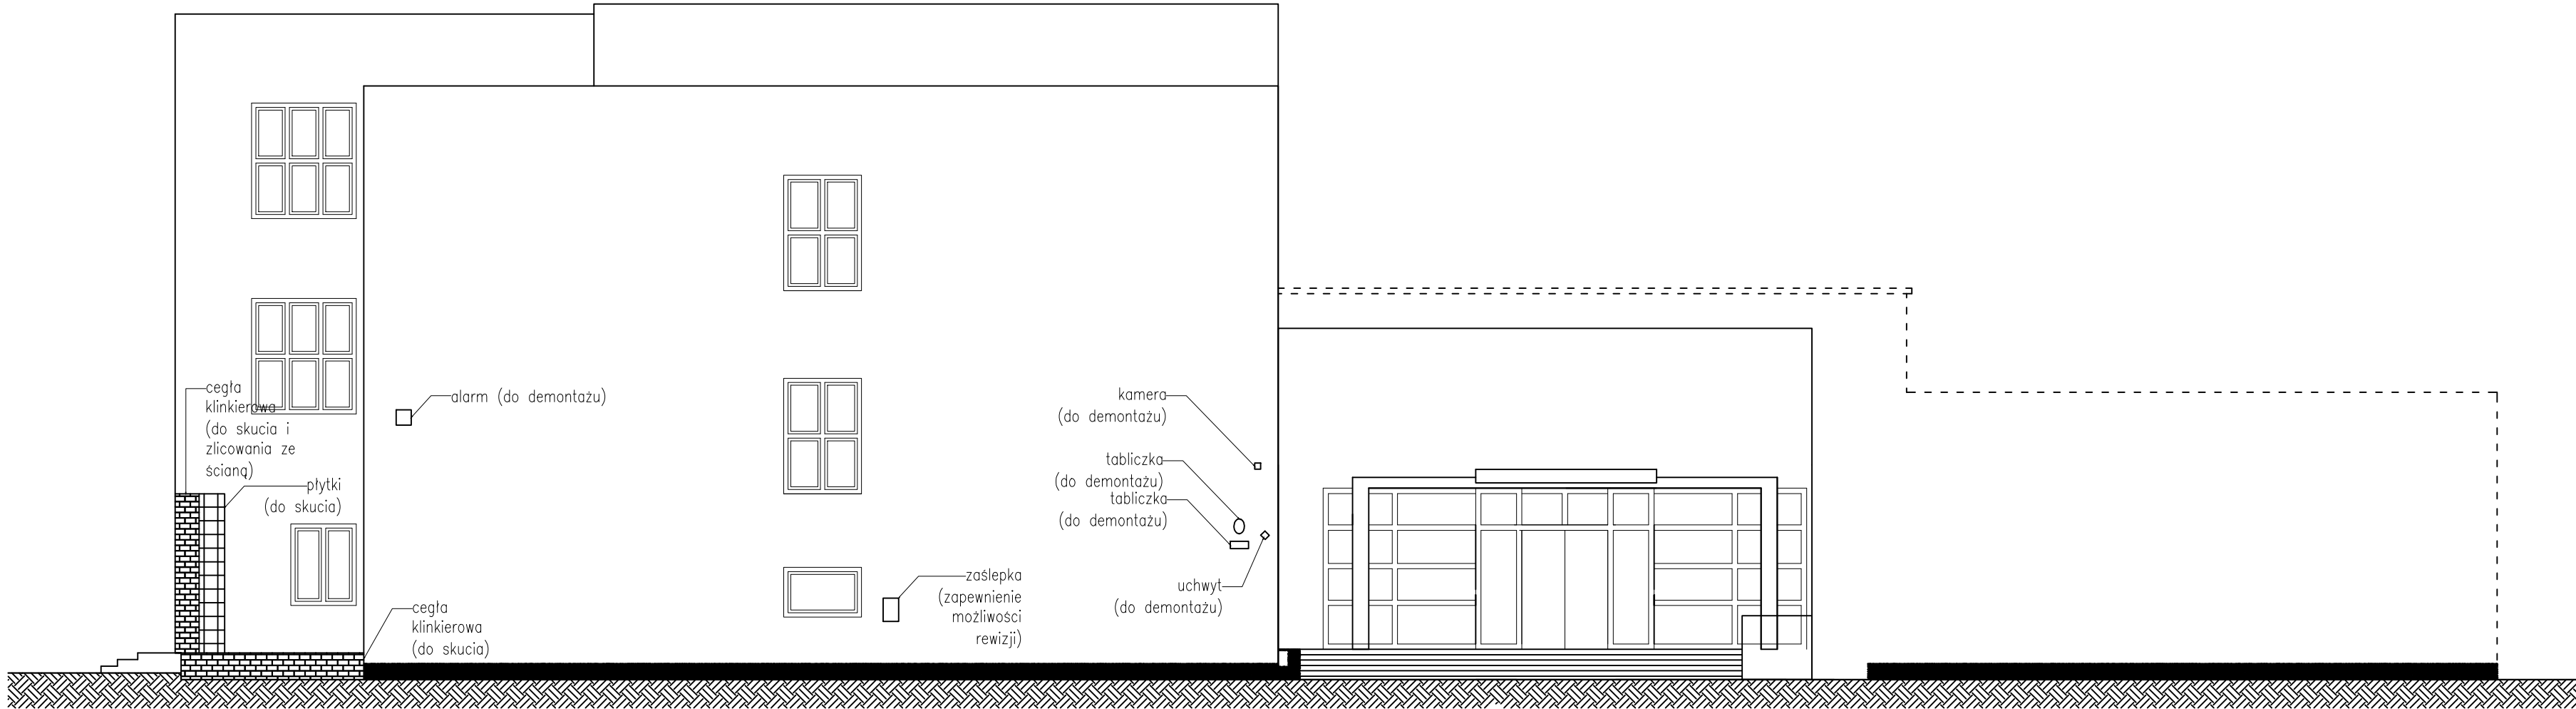 cegła
klinkierowa
(do skucia i
zlicowania ze
ścianą)
płytki
(do skucia)
alarm (do demontażu)
cegła
klinkierowa
(do skucia)
zaślepka
(zapewnienie
możliwości
rewizji)
kamera
(do demontażu)
tabliczka
(do demontażu)
tabliczka
(do demontażu)
uchwyt
(do demontażu)